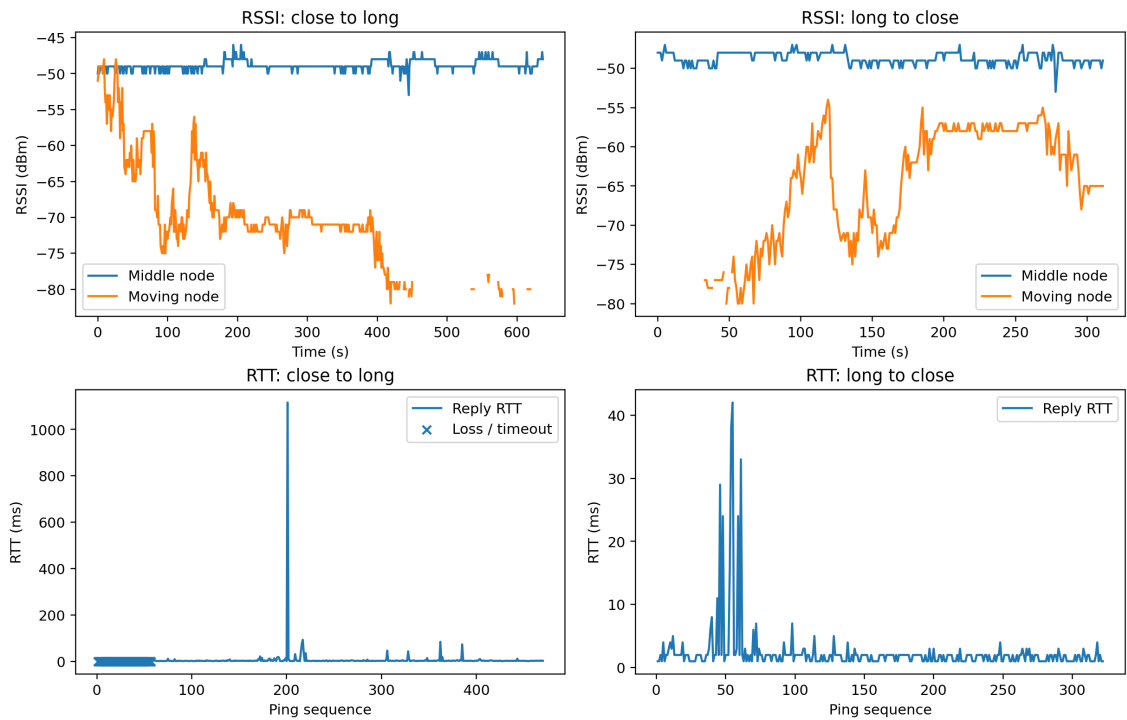 RSSI: close to long
−45
−50
−55
−60
−65
−70
−75
−80
RSSI (dBm)
Middle node
Moving node
0
100
200
300
400
500
600
Time (s)
RSSI: long to close
−50
−55
−60
−65
−70
−75
−80
RSSI (dBm)
Middle node
Moving node
0
50
100
150
200
250
300
Time (s)
RTT: close to long
1000
800
600
400
200
0
RTT (ms)
Reply RTT
Loss / timeout
0
100
200
300
400
Ping sequence
RTT: long to close
40
30
20
10
0
RTT (ms)
Reply RTT
0
50
100
150
200
250
300
Ping sequence